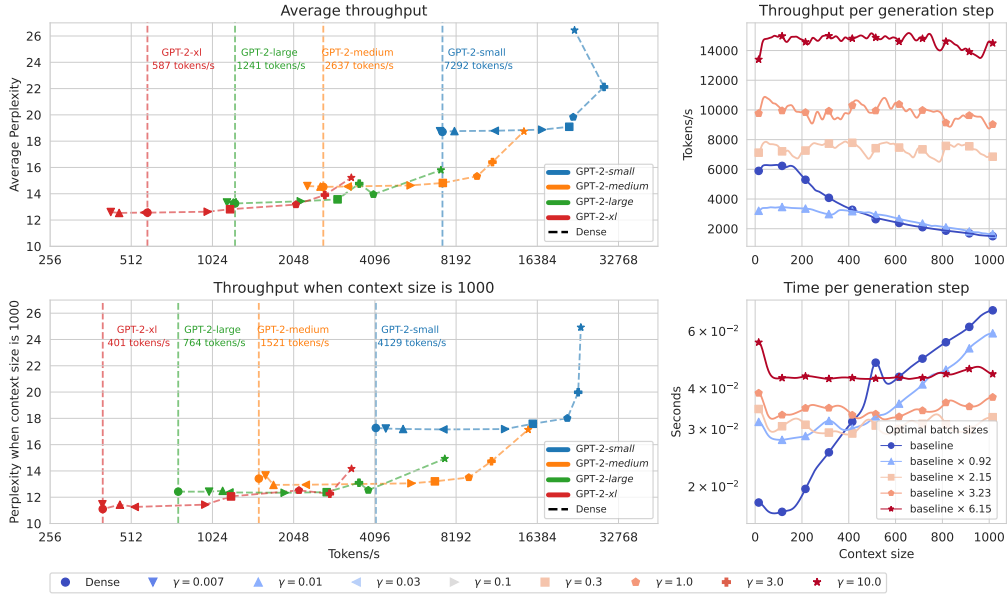 Average throughput
Average Perplexity
26
24
22
20
18
16
14
12
10
GPT-2-xl
587 tokens/s
GPT-2-large
1241 tokens/s
GPT-2-medium
2637 tokens/s
GPT-2-small
7292 tokens/s
GPT-2-small
GPT-2-medium
GPT-2-large
GPT-2-xl
Dense
256
512
1024
2048
4096
8192
16384
32768
Throughput per generation step
Tokens/s
14000
12000
10000
8000
6000
4000
2000
0
200
400
600
800
1000
Throughput when context size is 1000
Perplexity when context size is 1000
26
24
22
20
18
16
14
12
10
GPT-2-xl
401 tokens/s
GPT-2-large
764 tokens/s
GPT-2-medium
1521 tokens/s
GPT-2-small
4129 tokens/s
GPT-2-small
GPT-2-medium
GPT-2-large
GPT-2-xl
Dense
256
512
1024
2048
4096
8192
16384
32768
Tokens/s
Time per generation step
Seconds
6 × 10⁻²
4 × 10⁻²
3 × 10⁻²
2 × 10⁻²
Optimal batch sizes
baseline
baseline × 0.92
baseline × 2.15
baseline × 3.23
baseline × 6.15
0
200
400
600
800
1000
Context size
Dense
γ = 0.007
γ = 0.01
γ = 0.03
γ = 0.1
γ = 0.3
γ = 1.0
γ = 3.0
γ = 10.0